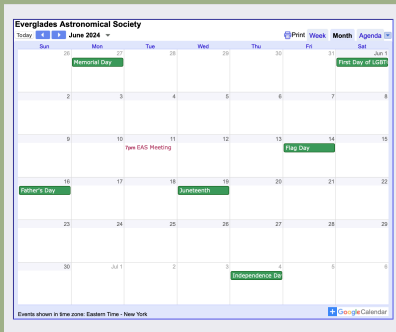 Everglades Astronomical Society
Today June 2024 Print Week Month Agenda
Sun Mon Tue Wed Thu Fri Sat
26 27 28 29 30 31 Jun 1
Memorial Day First Day of LGBT
2 3 4 5 6 7 8
9 10 11 12 13 14 15
7pm EAS Meeting Flag Day
16 17 18 19 20 21 22
Father's Day Juneteenth
23 24 25 26 27 28 29
30 Jul 1 2 3 4 5 6
Independence Da
Events shown in time zone: Eastern Time - New York
+ Google Calendar